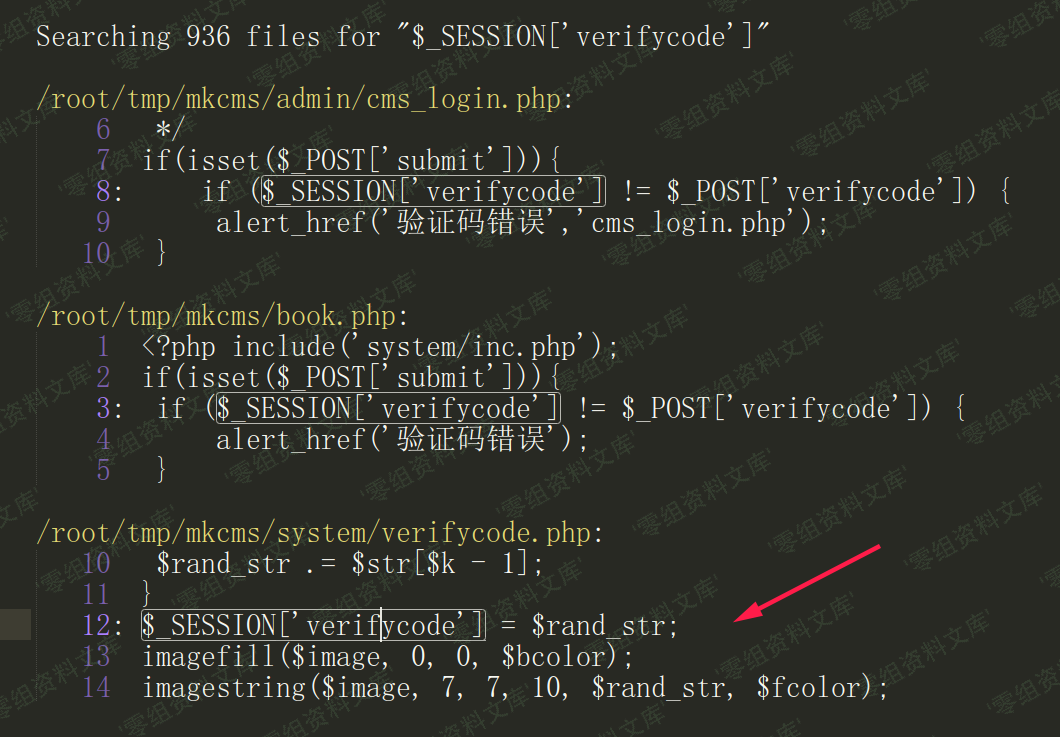 Searching 936 files for "$_SESSION['verifycode']"
/root/tmp/mkcms/admin/cms_login.php:
6 */
7 if(isset($_POST['submit'])){
8: if ($_SESSION['verifycode'] != $_POST['verifycode']) {
9 alert_href('验证码错误','cms_login.php');
10 }
/root/tmp/mkcms/book.php:
1 <?php include('system/inc.php');
2 if(isset($_POST['submit'])){
3: if ($_SESSION['verifycode'] != $_POST['verifycode']) {
4 alert_href('验证码错误');
5 }
/root/tmp/mkcms/system/verifycode.php:
10 $rand_str .= $str[$k - 1];
11 }
12: $_SESSION['verifycode'] = $rand_str;
13 imagefill($image, 0, 0, $bcolor);
14 imagestring($image, 7, 7, 10, $rand_str, $fcolor);
'零组资料文库'